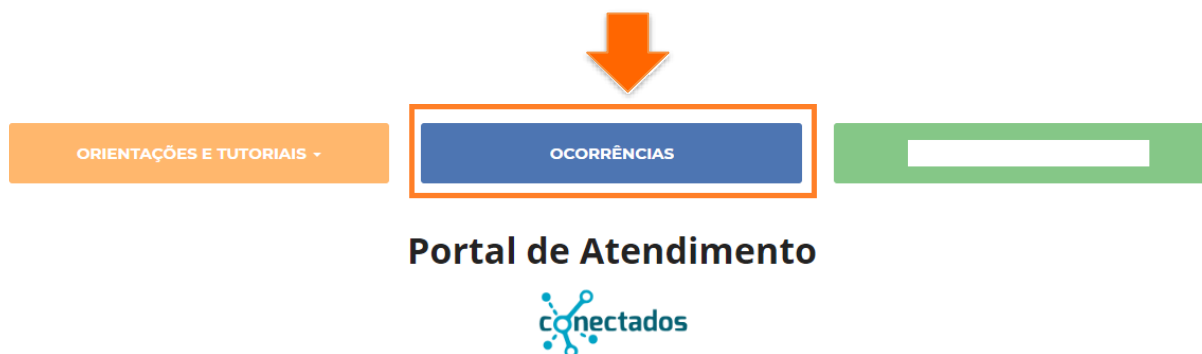 ORIENTAÇÕES E TUTORIAIS
OCORRÊNCIAS
Portal de Atendimento
conectados